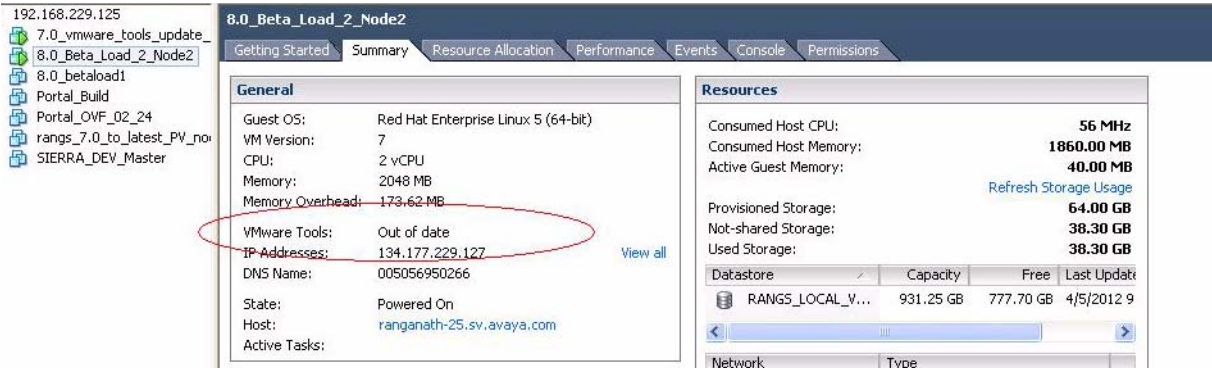 192.168.229.125
7.0_vmware_tools_update_
8.0_Beta_Load_2_Node2
8.0_betaload1
Portal_Build
Portal_OVF_02_24
rangs_7.0_to_latest_PV_no
SIERRA_DEV_Master
8.0_Beta_Load_2_Node2
Getting Started Summary Resource Allocation Performance Events Console Permissions
General
Guest OS: Red Hat Enterprise Linux 5 (64-bit)
VM Version: 7
CPU: 2 vCPU
Memory: 2048 MB
Memory Overhead: 173.62 MB
VMware Tools: Out of date
IP Addresses: 134.177.229.127 View all
DNS Name: 005056950266
State: Powered On
Host: ranganath-25.sv.avaya.com
Active Tasks:
Resources
Consumed Host CPU: 56 MHz
Consumed Host Memory: 1860.00 MB
Active Guest Memory: 40.00 MB
Refresh Storage Usage
Provisioned Storage: 64.00 GB
Not-shared Storage: 38.30 GB
Used Storage: 38.30 GB
Datastore Capacity Free Last Update
RANGS_LOCAL_V... 931.25 GB 777.70 GB 4/5/2012 9
Network Type